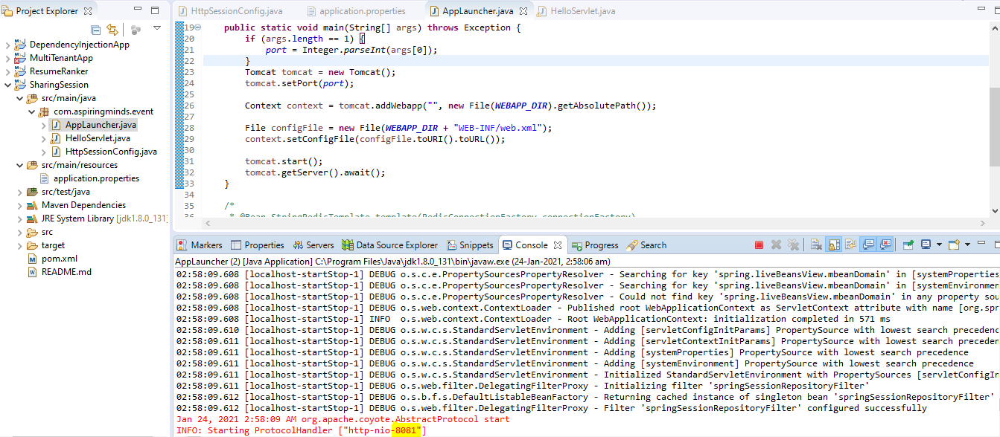 Project Explorer
DependencyInjectionApp
MultiTenantApp
ResumeRanker
SharingSession
src/main/java
com.aspiringminds.event
AppLauncher.java
HelloServlet.java
HttpSessionConfig.java
src/main/resources
application.properties
src/test/java
Maven Dependencies
JRE System Library [jdk1.8.0_131]
src
target
pom.xml
README.md
HttpSessionConfig.java application.properties AppLauncher.java HelloServlet.java
19 public static void main(String[] args) throws Exception {
20 if (args.length == 1) {
21 port = Integer.parseInt(args[0]);
22 }
23 Tomcat tomcat = new Tomcat();
24 tomcat.setPort(port);
25
26 Context context = tomcat.addWebapp("", new File(WEBAPP_DIR).getAbsolutePath());
27
28 File configFile = new File(WEBAPP_DIR + "WEB-INF/web.xml");
29 context.setConfigFile(configFile.toURI().toURL());
30
31 tomcat.start();
32 tomcat.getServer().await();
33 }
34
35 /*
36 * @Bean StringRedisTemplate template(RedisConnectionFactory connectionFactory)
Markers Properties Servers Data Source Explorer Snippets Console Progress Search
AppLauncher (2) [Java Application] C:\Program Files\Java\jdk1.8.0_131\bin\javaw.exe (24-Jan-2021, 2:58:06 am)
02:58:09.608 [localhost-startStop-1] DEBUG o.s.c.e.PropertySourcesPropertyResolver - Searching for key 'spring.liveBeansView.mbeanDomain' in [systemProperties
02:58:09.608 [localhost-startStop-1] DEBUG o.s.c.e.PropertySourcesPropertyResolver - Searching for key 'spring.liveBeansView.mbeanDomain' in [systemEnvironmen
02:58:09.608 [localhost-startStop-1] DEBUG o.s.c.e.PropertySourcesPropertyResolver - Could not find key 'spring.liveBeansView.mbeanDomain' in any property sou
02:58:09.608 [localhost-startStop-1] DEBUG o.s.web.context.ContextLoader - Published root WebApplicationContext as ServletContext attribute with name [org.spr
02:58:09.608 [localhost-startStop-1] INFO o.s.web.context.ContextLoader - Root WebApplicationContext: initialization completed in 571 ms
02:58:09.610 [localhost-startStop-1] DEBUG o.s.w.c.s.StandardServletEnvironment - Adding [servletConfigInitParams] PropertySource with lowest search precedenc
02:58:09.611 [localhost-startStop-1] DEBUG o.s.w.c.s.StandardServletEnvironment - Adding [servletContextInitParams] PropertySource with lowest search preceden
02:58:09.611 [localhost-startStop-1] DEBUG o.s.w.c.s.StandardServletEnvironment - Adding [systemProperties] PropertySource with lowest search precedence
02:58:09.611 [localhost-startStop-1] DEBUG o.s.w.c.s.StandardServletEnvironment - Adding [systemEnvironment] PropertySource with lowest search precedence
02:58:09.611 [localhost-startStop-1] DEBUG o.s.w.c.s.StandardServletEnvironment - Initialized StandardServletEnvironment with PropertySources [servletConfigIn
02:58:09.611 [localhost-startStop-1] DEBUG o.s.web.filter.DelegatingFilterProxy - Initializing filter 'springSessionRepositoryFilter'
02:58:09.612 [localhost-startStop-1] DEBUG o.s.b.f.s.DefaultListableBeanFactory - Returning cached instance of singleton bean 'springSessionRepositoryFilter'
02:58:09.612 [localhost-startStop-1] DEBUG o.s.web.filter.DelegatingFilterProxy - Filter 'springSessionRepositoryFilter' configured successfully
Jan 24, 2021 2:58:09 AM org.apache.coyote.AbstractProtocol start
INFO: Starting ProtocolHandler ["http-nio-8081"]